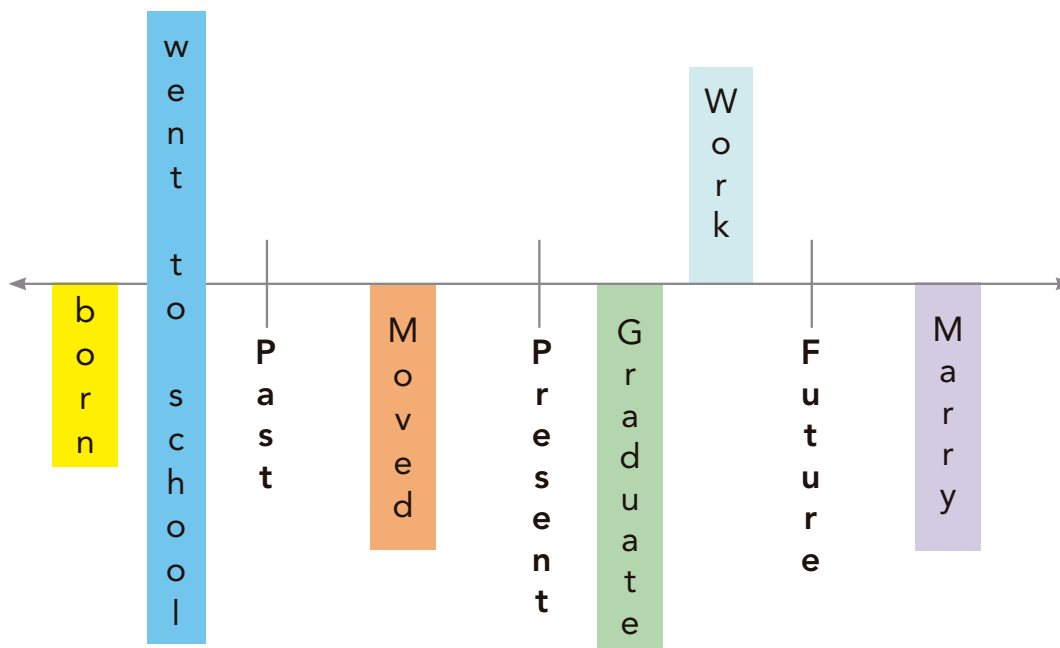 born
went to school
Past
Moved
Present
Graduate
Work
Future
Marry